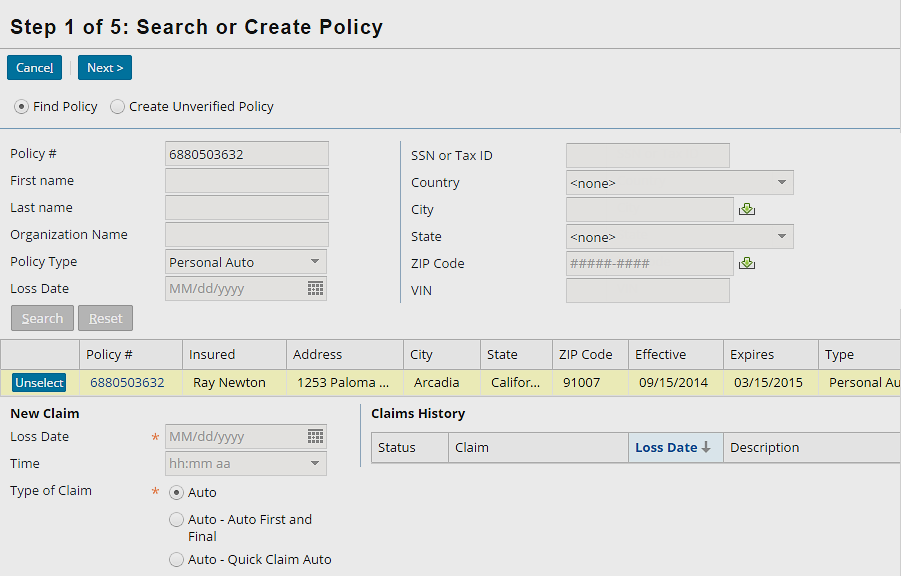 Step 1 of 5: Search or Create Policy
Cancel Next >
Find Policy Create Unverified Policy
Policy # 6880503632
First name
Last name
Organization Name
Policy Type Personal Auto
Loss Date MM/dd/yyyy
SSN or Tax ID
Country <none>
City
State <none>
ZIP Code #####-####
VIN
Search Reset
Policy # Insured Address City State ZIP Code Effective Expires Type
Unselect 6880503632 Ray Newton 1253 Paloma ... Arcadia Califor... 91007 09/15/2014 03/15/2015 Personal Au
New Claim
Loss Date * MM/dd/yyyy
Time hh:mm aa
Type of Claim * Auto
Auto - Auto First and
Final
Auto - Quick Claim Auto
Claims History
Status Claim Loss Date ↓ Description